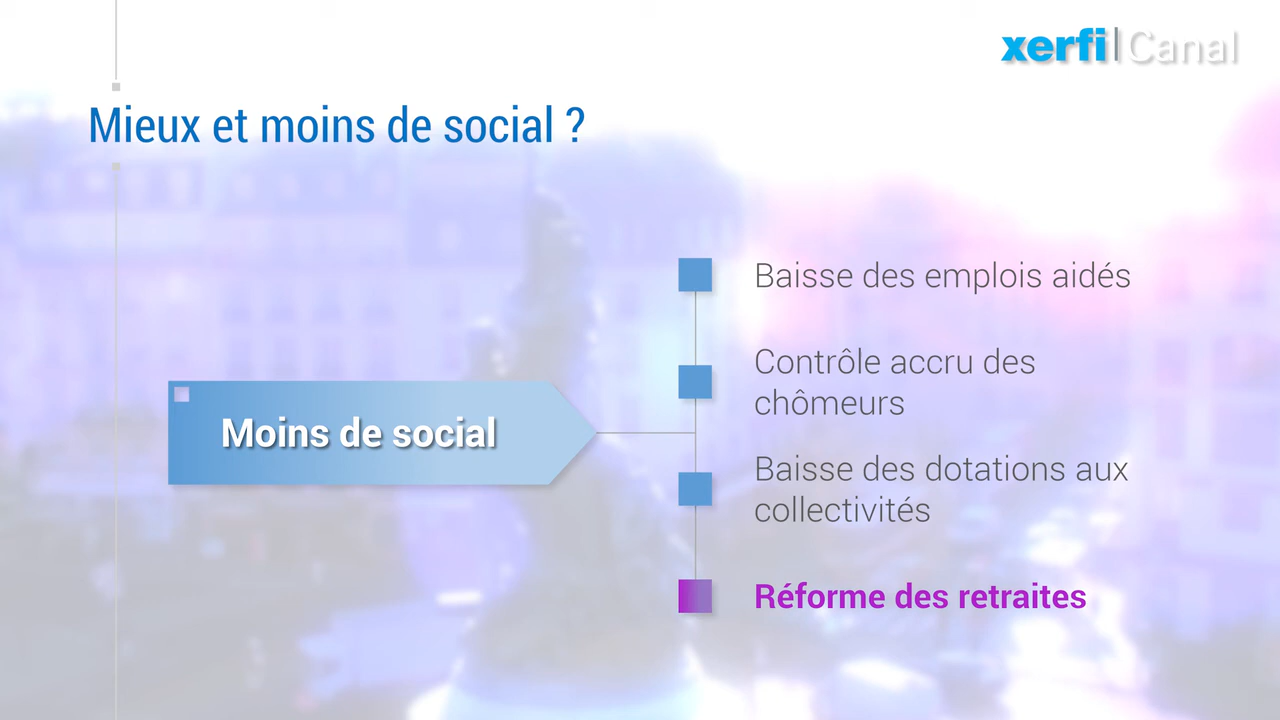 xerfi Canal
Mieux et moins de social ?
Moins de social
Baisse des emplois aidés
Contrôle accru des
chômeurs
Baisse des dotations aux
collectivités
Réforme des retraites